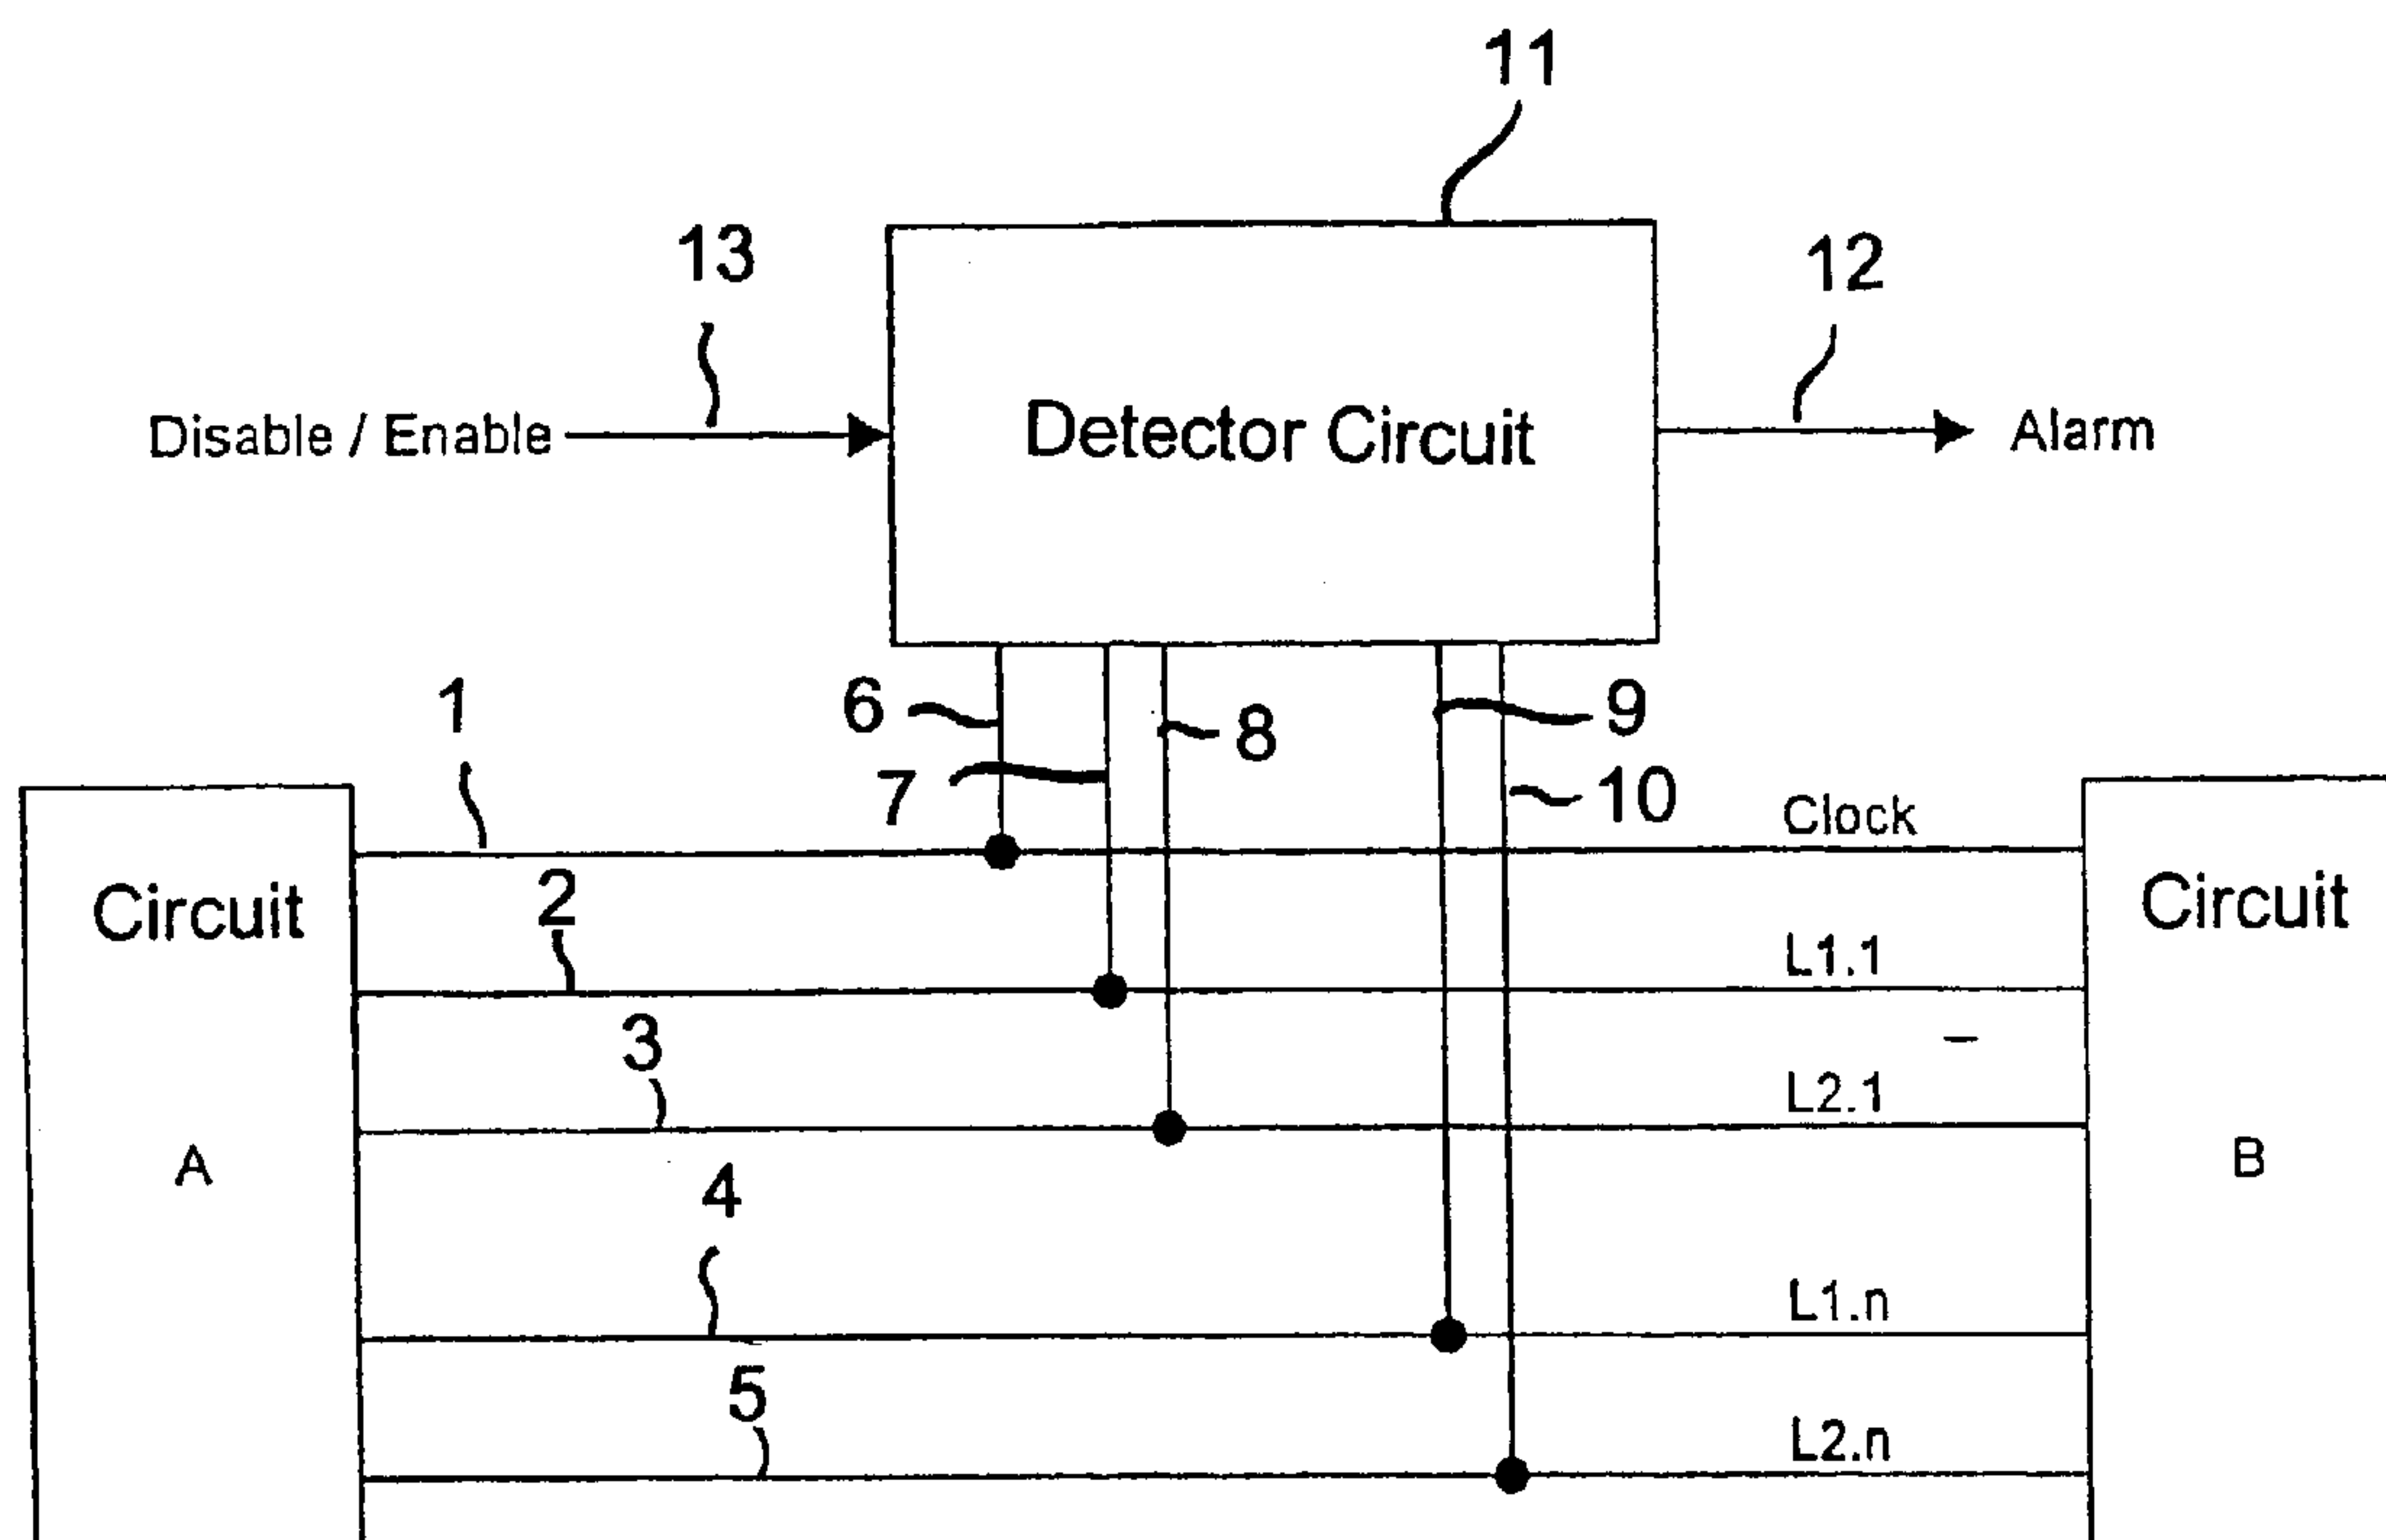 11
13
12
Disable / Enable
Detector Circuit
Alarm
6
1
8
9
7
10
Clock
Circuit
2
Circuit
L1.1
3
L2.1
A
4
B
L1.n
5
L2.n